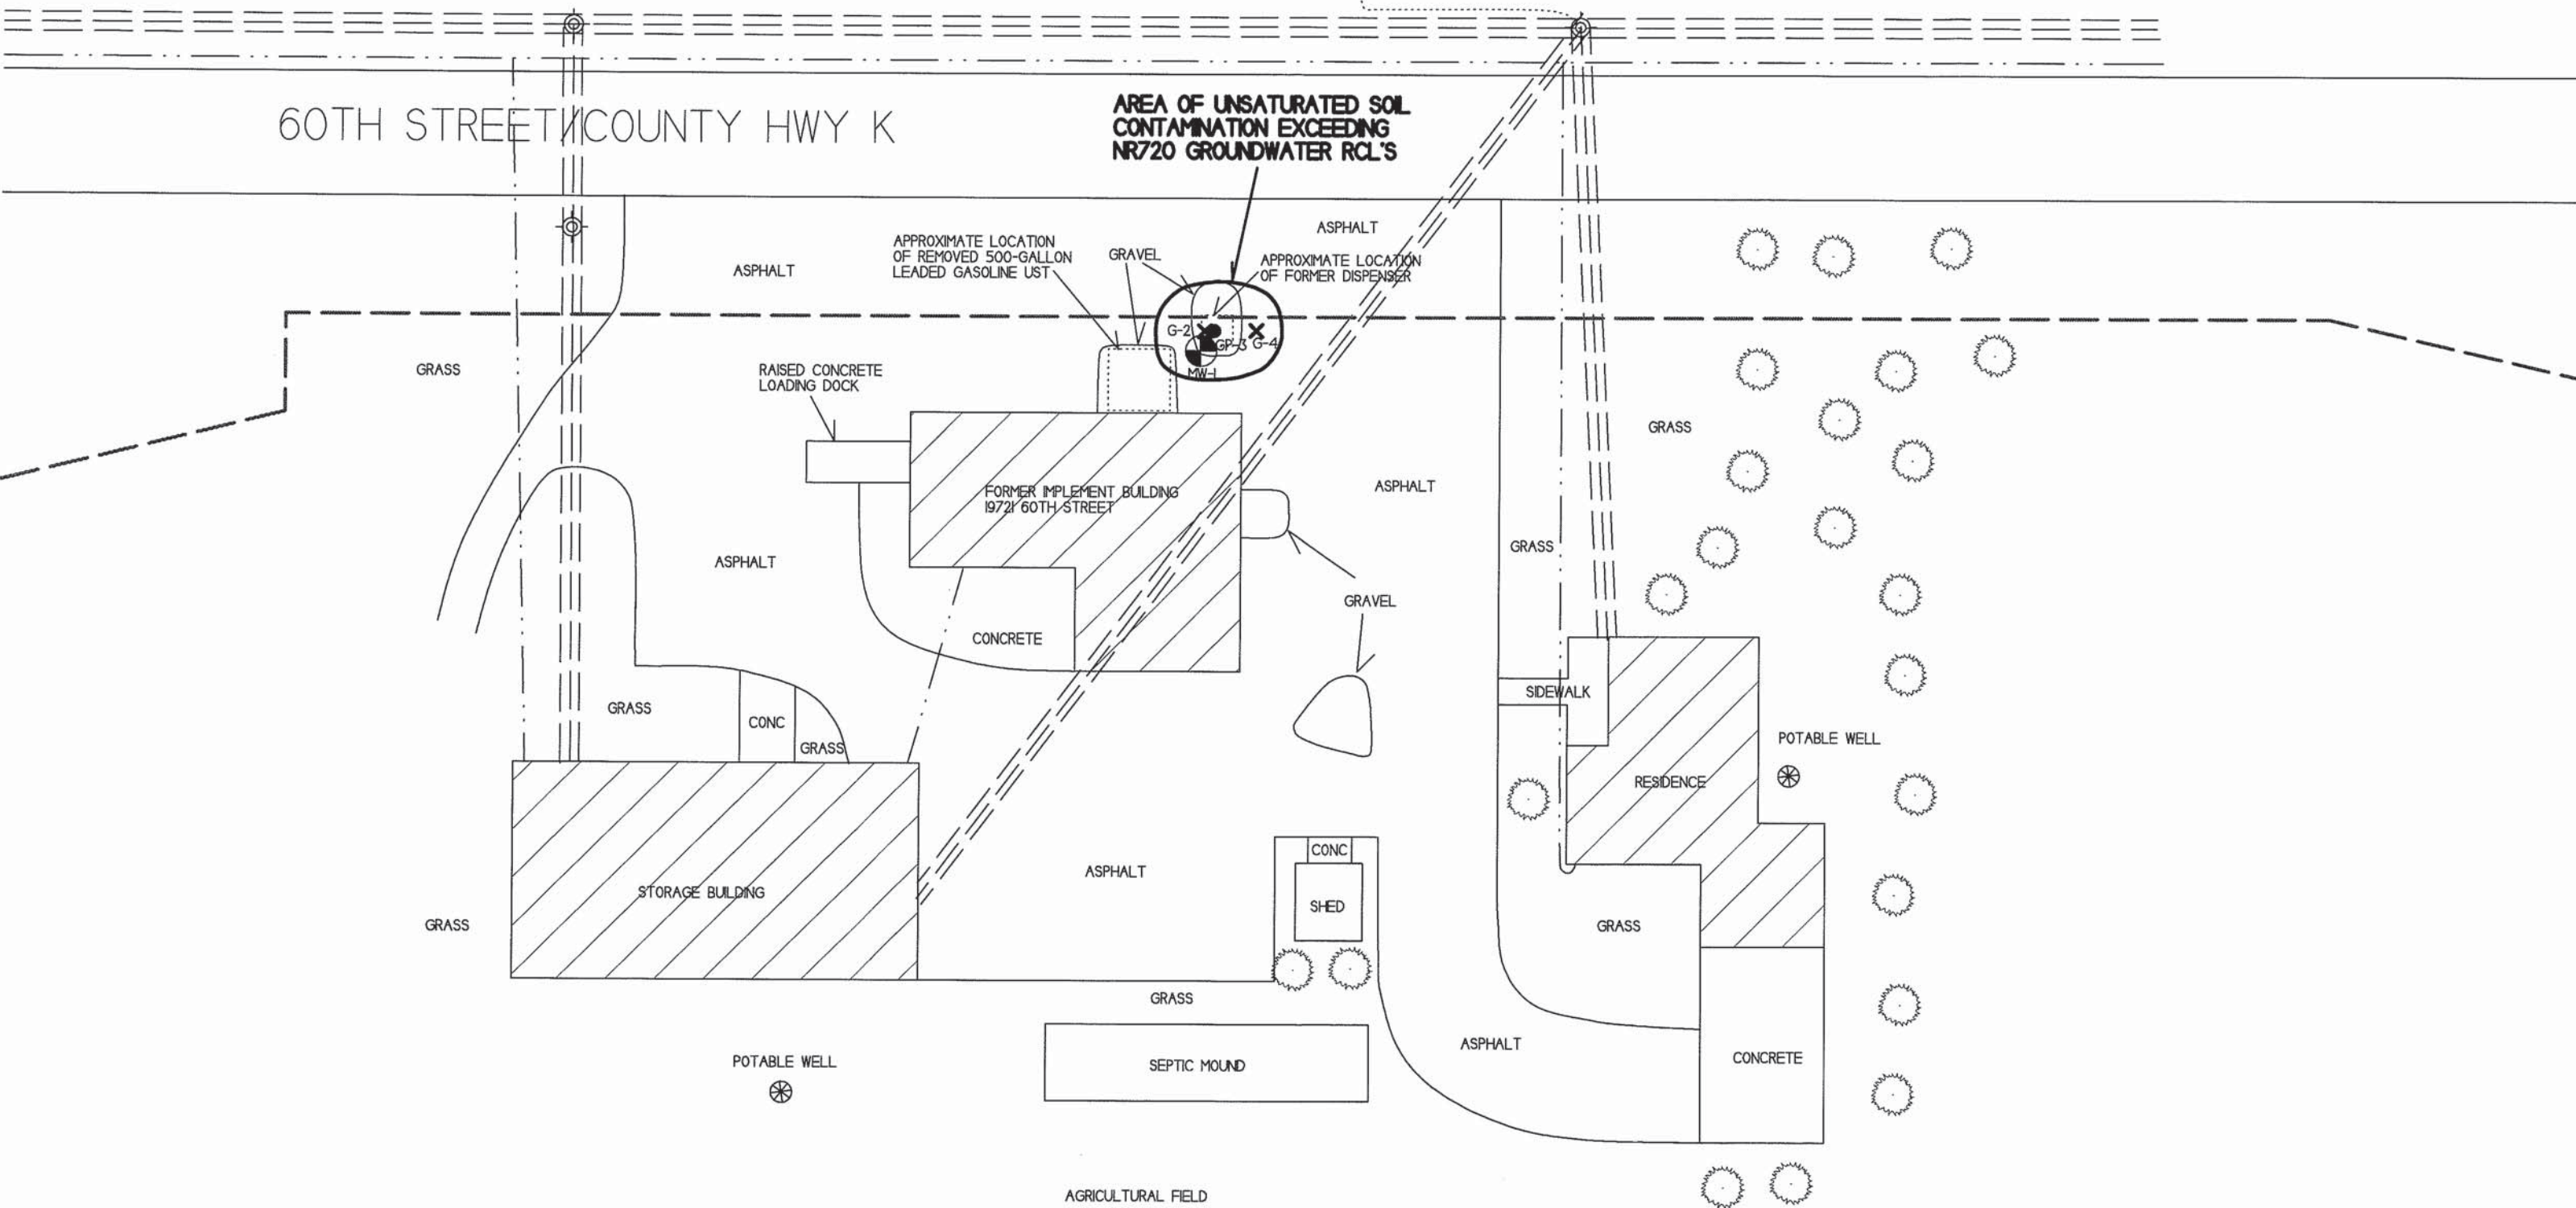 60TH STREET/COUNTY HWY K
AREA OF UNSATURATED SOIL
CONTAMINATION EXCEEDING
NR720 GROUNDWATER RCL'S
ASPHALT
APPROXIMATE LOCATION
OF REMOVED 500-GALLON
LEADED GASOLINE UST
GRAVEL
APPROXIMATE LOCATION
OF FORMER DISPENSER
ASPHALT
G-2
GP-3
G-4
MW-1
GRASS
RAISED CONCRETE
LOADING DOCK
GRASS
FORMER IMPLEMENT BUILDING
19721 60TH STREET
ASPHALT
GRASS
ASPHALT
GRAVEL
CONCRETE
SIDEWALK
GRASS
CONC
GRASS
POTABLE WELL
RESIDENCE
CONC
ASPHALT
STORAGE BUILDING
SHED
GRASS
GRASS
GRASS
ASPHALT
POTABLE WELL
SEPTIC MOUND
CONCRETE
AGRICULTURAL FIELD